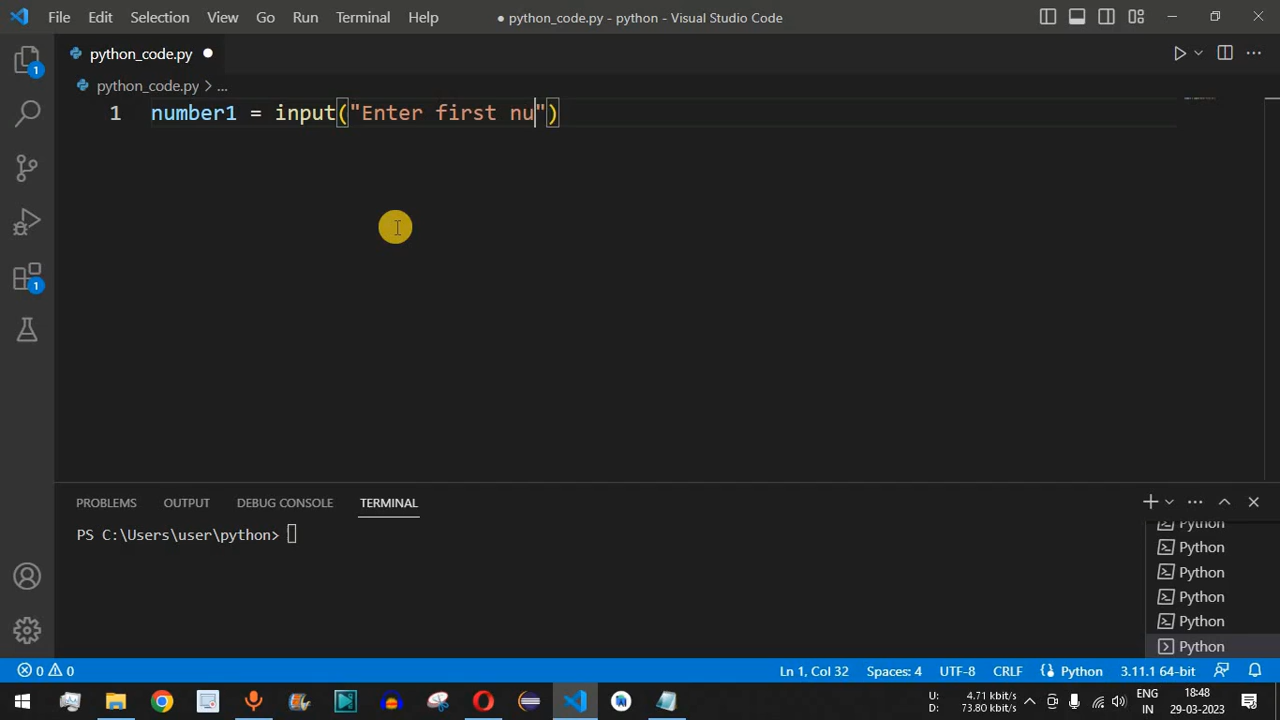 File Edit Selection View Go Run Terminal Help ● python_code.py - python - Visual Studio Code
python_code.py ●
python_code.py > ...
1 number1 = input("Enter first nu")
1
1
PROBLEMS OUTPUT DEBUG CONSOLE TERMINAL
PS C:\Users\user\python>
Python
Python
Python
Python
Python
Python
0 0 Ln 1, Col 32 Spaces: 4 UTF-8 CRLF Python 3.11.1 64-bit
U: 4.71 kbit/s
D: 73.80 kbit/s
ENG
IN
18:48
29-03-2023